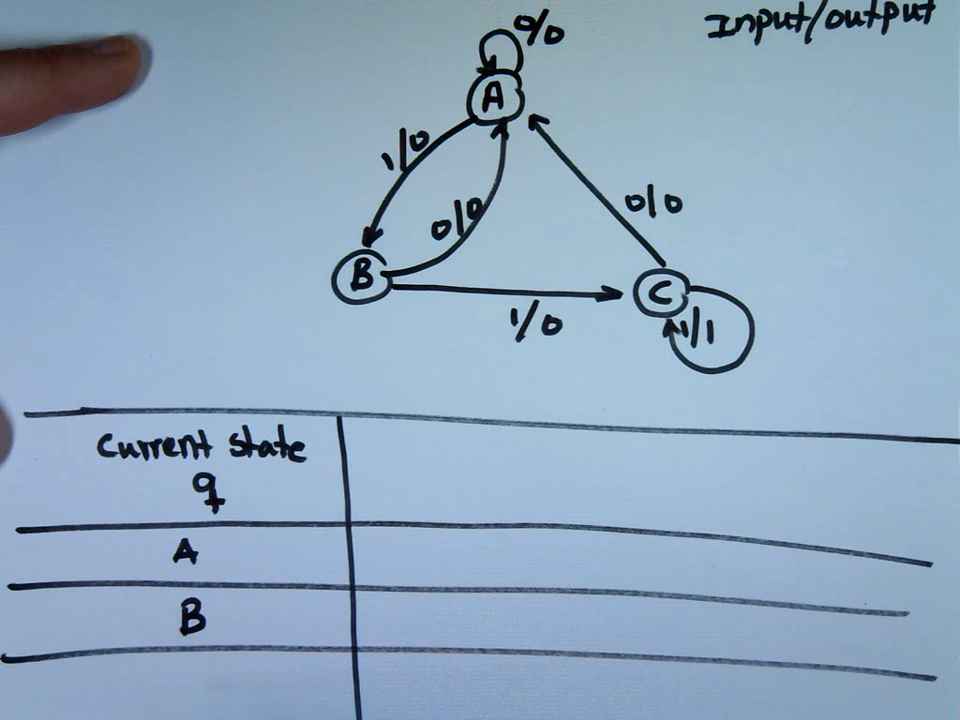 Input/output
0/0
A
1/0
0/0
0/0
B
C
1/0
1/1
Current state
q
A
B